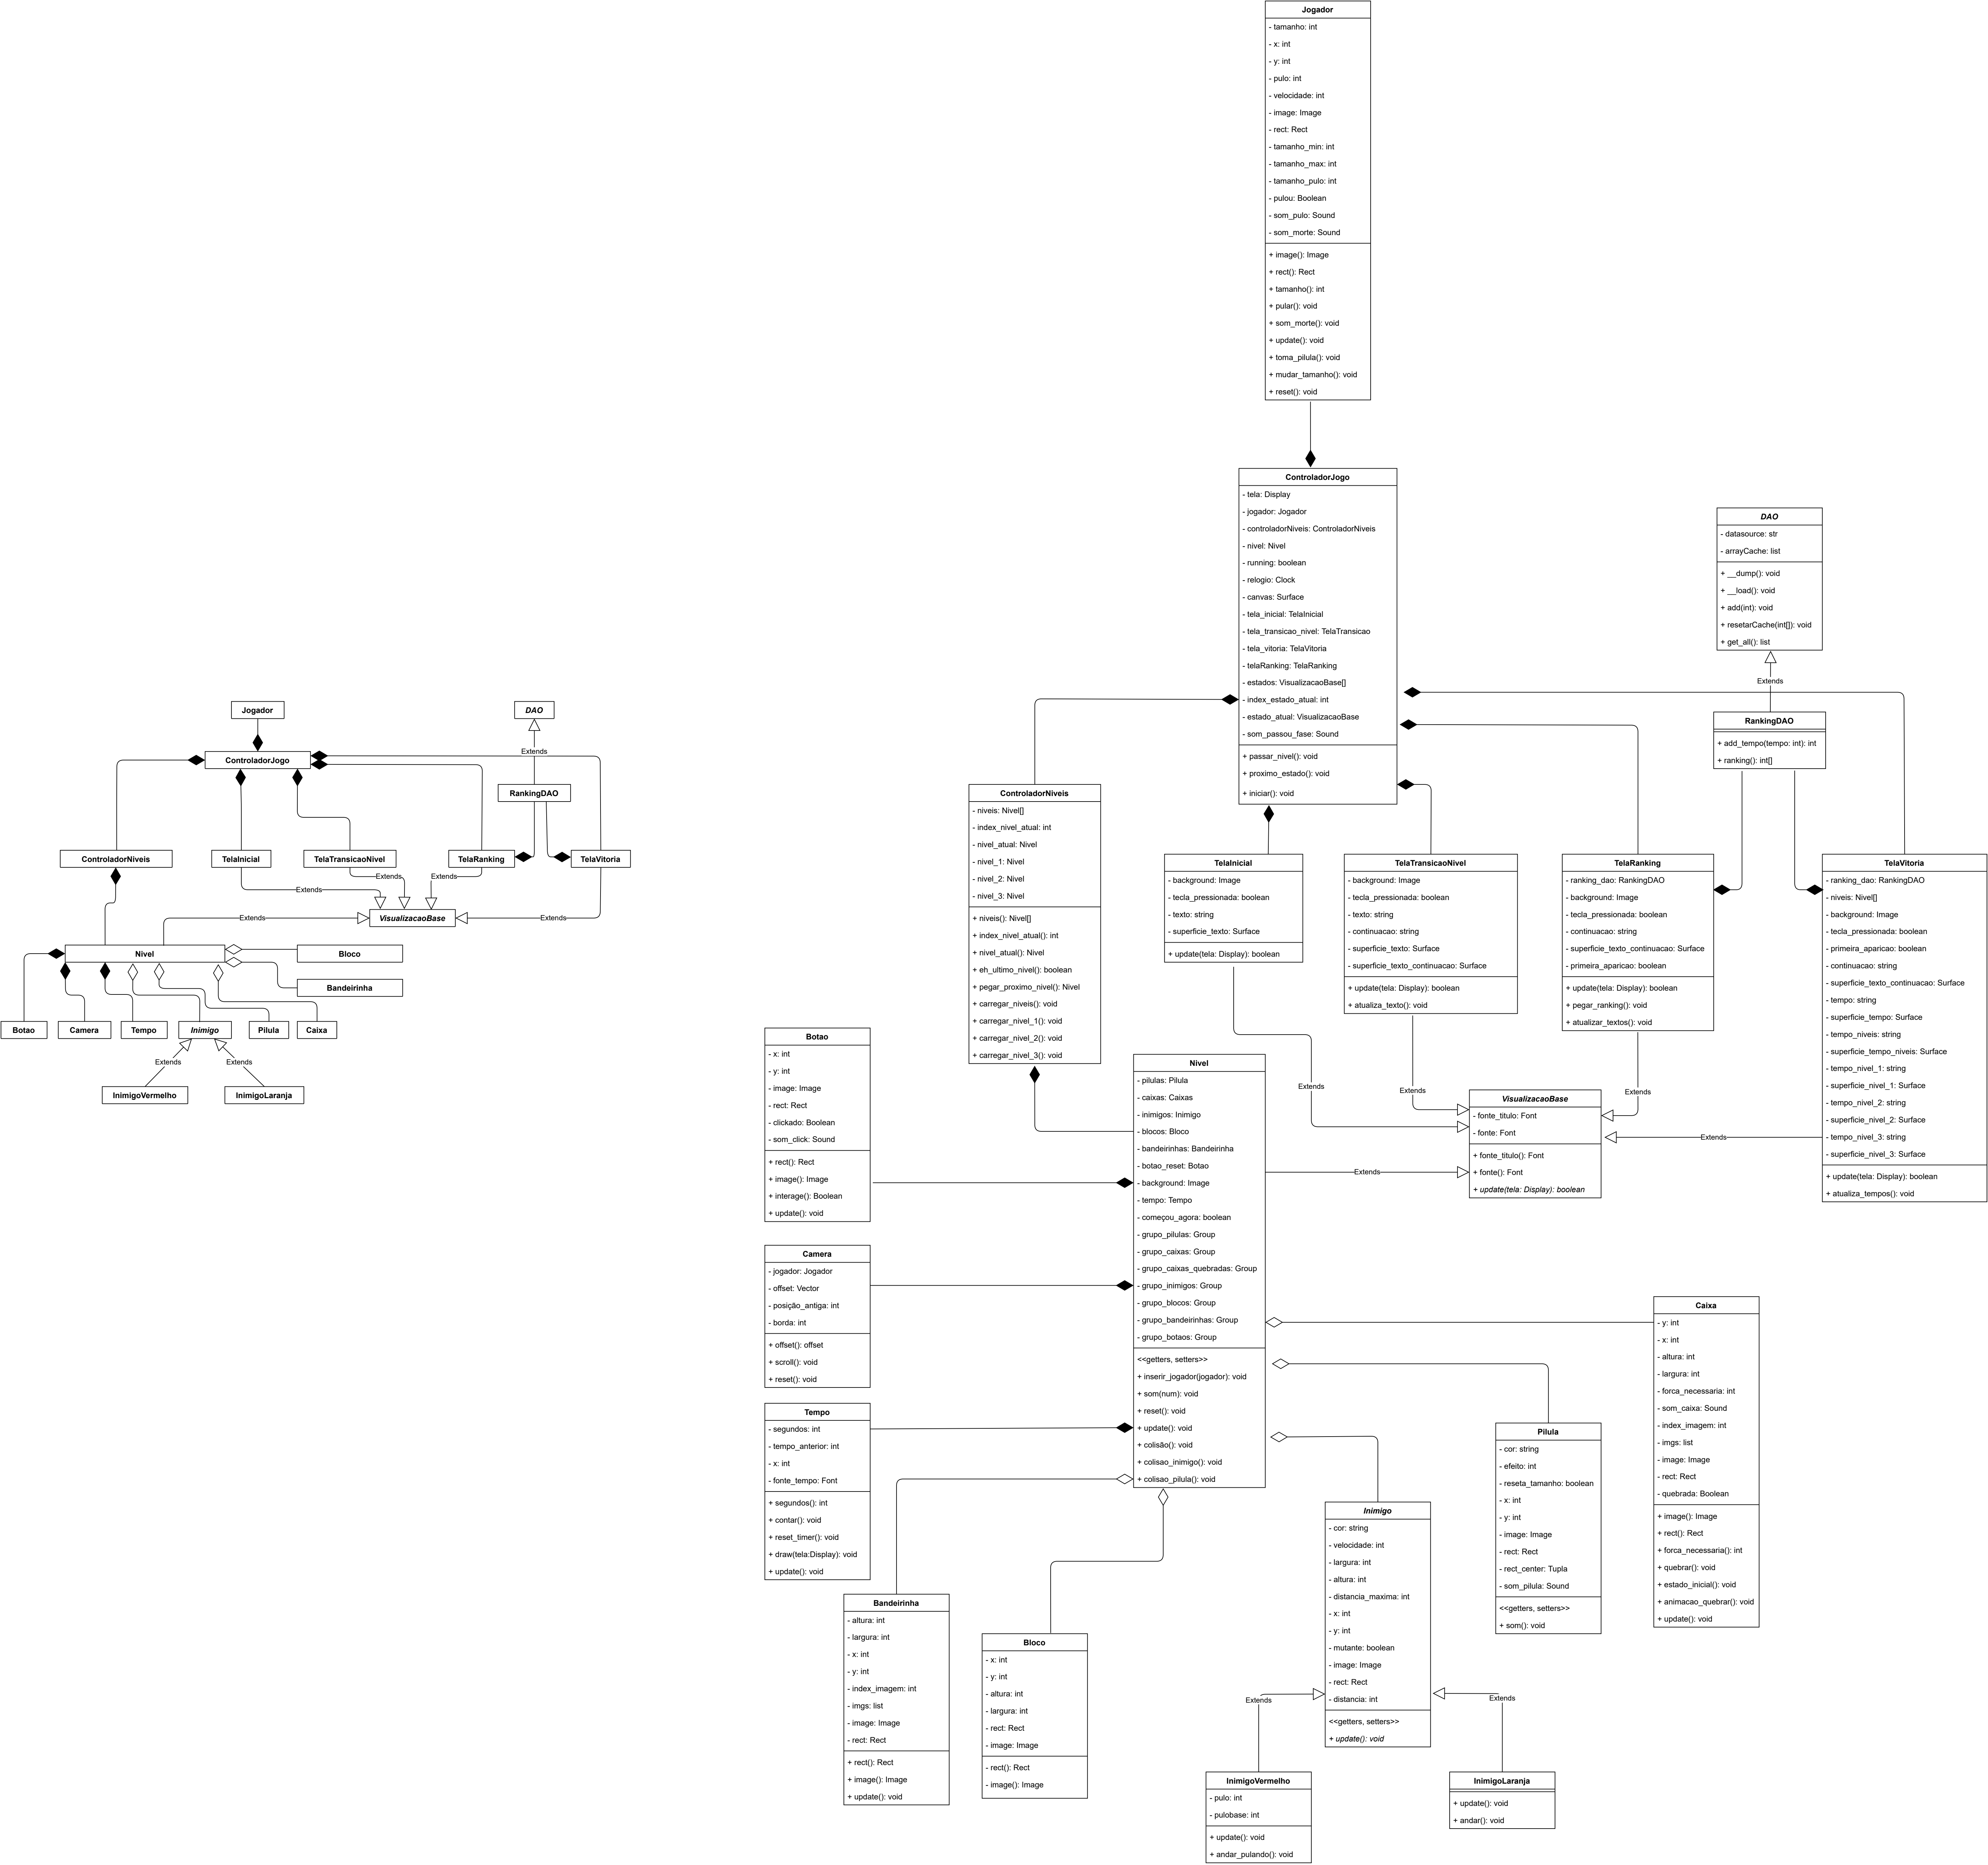 Jogador
DAO
Extends
ControladorJogo
RankingDAO
ControladorNiveis
TelaInicial
TelaTransicaoNivel
TelaRanking
TelaVitoria
Extends
Extends
Extends
VisualizacaoBase
Extends
Extends
Nivel
Bloco
Bandeirinha
Botao
Camera
Tempo
Inimigo
Pilula
Caixa
Extends
Extends
InimigoVermelho
InimigoLaranja
Jogador
- tamanho: int
- x: int
- y: int
- pulo: int
- velocidade: int
- image: Image
- rect: Rect
- tamanho_min: int
- tamanho_max: int
- tamanho_pulo: int
- pulou: Boolean
- som_pulo: Sound
- som_morte: Sound
+ image(): Image
+ rect(): Rect
+ tamanho(): int
+ pular(): void
+ som_morte(): void
+ update(): void
+ toma_pilula(): void
+ mudar_tamanho(): void
+ reset(): void
ControladorJogo
- tela: Display
- jogador: Jogador
- controladorNiveis: ControladorNiveis
- nivel: Nivel
- running: boolean
- relogio: Clock
- canvas: Surface
- tela_inicial: TelaInicial
- tela_transicao_nivel: TelaTransicao
- tela_vitoria: TelaVitoria
- telaRanking: TelaRanking
- estados: VisualizacaoBase[]
- index_estado_atual: int
- estado_atual: VisualizacaoBase
- som_passou_fase: Sound
+ passar_nivel(): void
+ proximo_estado(): void
+ iniciar(): void
DAO
- datasource: str
- arrayCache: list
+ __dump(): void
+ __load(): void
+ add(int): void
+ resetarCache(int[]): void
+ get_all(): list
Extends
RankingDAO
+ add_tempo(tempo: int): int
+ ranking(): int[]
ControladorNiveis
- niveis: Nivel[]
- index_nivel_atual: int
- nivel_atual: Nivel
- nivel_1: Nivel
- nivel_2: Nivel
- nivel_3: Nivel
+ niveis(): Nivel[]
+ index_nivel_atual(): int
+ nivel_atual(): Nivel
+ eh_ultimo_nivel(): boolean
+ pegar_proximo_nivel(): Nivel
+ carregar_niveis(): void
+ carregar_nivel_1(): void
+ carregar_nivel_2(): void
+ carregar_nivel_3(): void
TelaInicial
- background: Image
- tecla_pressionada: boolean
- texto: string
- superficie_texto: Surface
+ update(tela: Display): boolean
TelaTransicaoNivel
- background: Image
- tecla_pressionada: boolean
- texto: string
- continuacao: string
- superficie_texto: Surface
- superficie_texto_continuacao: Surface
+ update(tela: Display): boolean
+ atualiza_texto(): void
TelaRanking
- ranking_dao: RankingDAO
- background: Image
- tecla_pressionada: boolean
- continuacao: string
- superficie_texto_continuacao: Surface
- primeira_aparicao: boolean
+ update(tela: Display): boolean
+ pegar_ranking(): void
+ atualizar_textos(): void
TelaVitoria
- ranking_dao: RankingDAO
- niveis: Nivel[]
- background: Image
- tecla_pressionada: boolean
- primeira_aparicao: boolean
- continuacao: string
- superficie_texto_continuacao: Surface
- tempo: string
- superficie_tempo: Surface
- tempo_niveis: string
- superficie_tempo_niveis: Surface
- tempo_nivel_1: string
- superficie_nivel_1: Surface
- tempo_nivel_2: string
- superficie_nivel_2: Surface
- tempo_nivel_3: string
- superficie_nivel_3: Surface
+ update(tela: Display): boolean
+ atualiza_tempos(): void
Extends
Extends
Extends
Extends
Extends
VisualizacaoBase
- fonte_titulo: Font
- fonte: Font
+ fonte_titulo(): Font
+ fonte(): Font
+ update(tela: Display): boolean
Botao
- x: int
- y: int
- image: Image
- rect: Rect
- clickado: Boolean
- som_click: Sound
+ rect(): Rect
+ image(): Image
+ interage(): Boolean
+ update(): void
Nivel
- pilulas: Pilula
- caixas: Caixas
- inimigos: Inimigo
- blocos: Bloco
- bandeirinhas: Bandeirinha
- botao_reset: Botao
- background: Image
- tempo: Tempo
- começou_agora: boolean
- grupo_pilulas: Group
- grupo_caixas: Group
- grupo_caixas_quebradas: Group
- grupo_inimigos: Group
- grupo_blocos: Group
- grupo_bandeirinhas: Group
- grupo_botaos: Group
<<getters, setters>>
+ inserir_jogador(jogador): void
+ som(num): void
+ reset(): void
+ update(): void
+ colisão(): void
+ colisao_inimigo(): void
+ colisao_pilula(): void
Camera
- jogador: Jogador
- offset: Vector
- posição_antiga: int
- borda: int
+ offset(): offset
+ scroll(): void
+ reset(): void
Tempo
- segundos: int
- tempo_anterior: int
- x: int
- fonte_tempo: Font
+ segundos(): int
+ contar(): void
+ reset_timer(): void
+ draw(tela:Display): void
+ update(): void
Bandeirinha
- altura: int
- largura: int
- x: int
- y: int
- index_imagem: int
- imgs: list
- image: Image
- rect: Rect
+ rect(): Rect
+ image(): Image
+ update(): void
Bloco
- x: int
- y: int
- altura: int
- largura: int
- rect: Rect
- image: Image
- rect(): Rect
- image(): Image
Inimigo
- cor: string
- velocidade: int
- largura: int
- altura: int
- distancia_maxima: int
- x: int
- y: int
- mutante: boolean
- image: Image
- rect: Rect
- distancia: int
<<getters, setters>>
+ update(): void
Pilula
- cor: string
- efeito: int
- reseta_tamanho: boolean
- x: int
- y: int
- image: Image
- rect: Rect
- rect_center: Tupla
- som_pilula: Sound
<<getters, setters>>
+ som(): void
Caixa
- y: int
- x: int
- altura: int
- largura: int
- forca_necessaria: int
- som_caixa: Sound
- index_imagem: int
- imgs: list
- image: Image
- rect: Rect
- quebrada: Boolean
+ image(): Image
+ rect(): Rect
+ forca_necessaria(): int
+ quebrar(): void
+ estado_inicial(): void
+ animacao_quebrar(): void
+ update(): void
Extends
Extends
InimigoVermelho
- pulo: int
- pulobase: int
+ update(): void
+ andar_pulando(): void
InimigoLaranja
+ update(): void
+ andar(): void